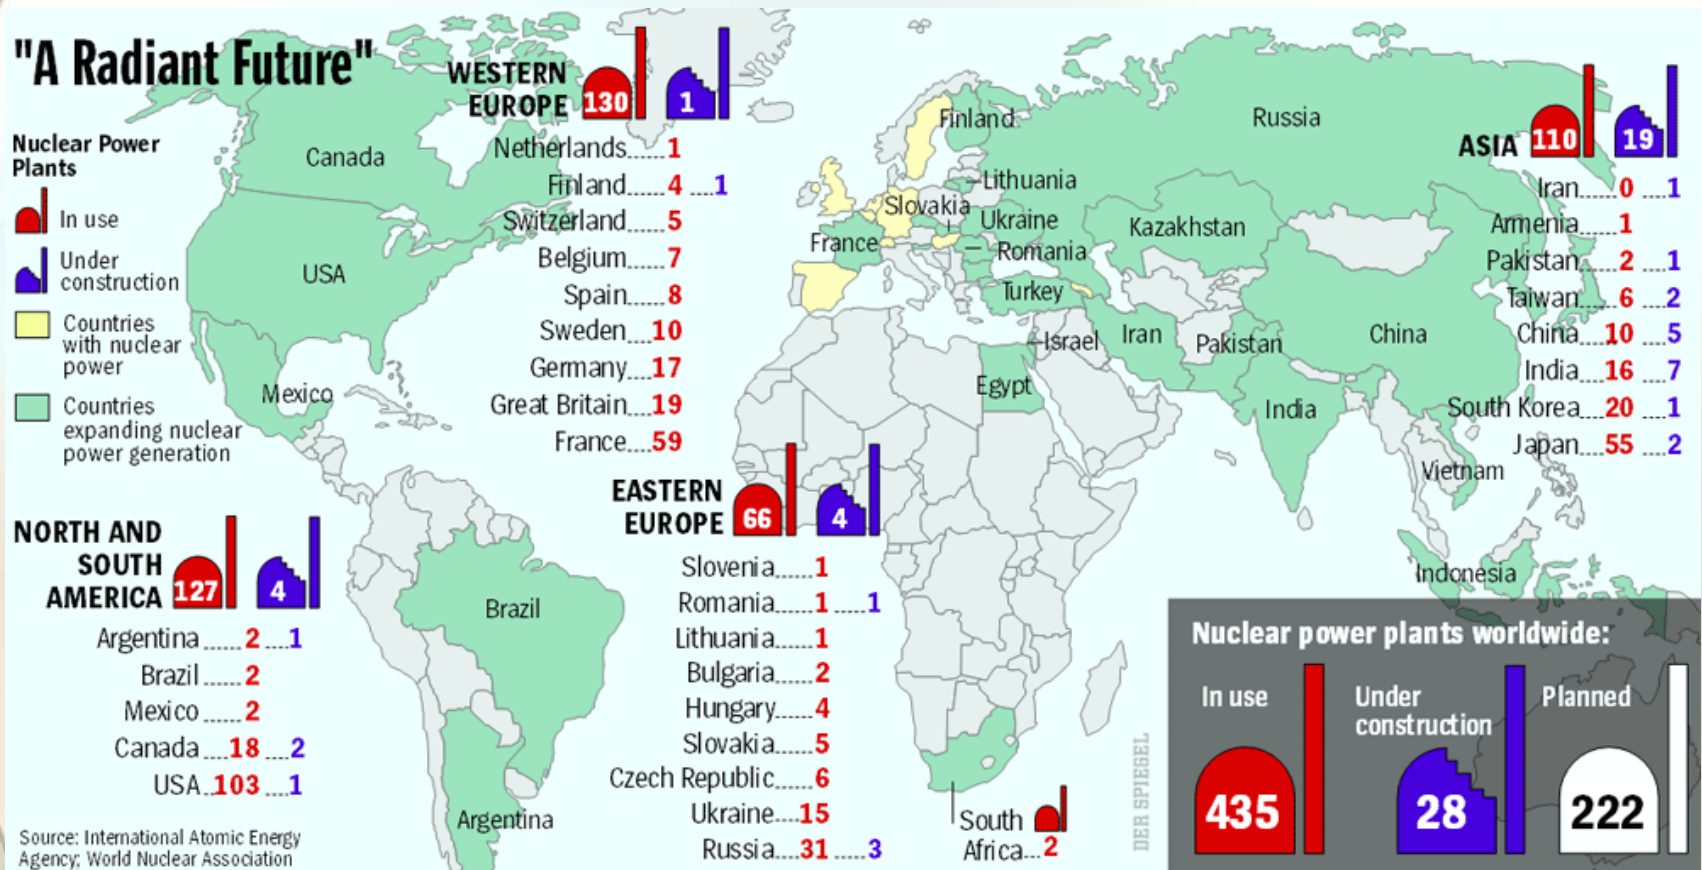 "A Radiant Future"
Nuclear Power
Plants
In use
Under
construction
Countries
with nuclear
power
Countries
expanding nuclear
power generation
WESTERN
EUROPE 130 1
Netherlands.....1
Finland.....4 ....1
Switzerland.....5
Belgium.....7
Spain.....8
Sweden....10
Germany....17
Great Britain....19
France....59
NORTH AND
SOUTH
AMERICA 127 4
Argentina ......2 ....1
Brazil ......2
Mexico ......2
Canada ....18 ....2
USA..103 ....1
Source: International Atomic Energy
Agency; World Nuclear Association
EASTERN
EUROPE 66 4
Slovenia......1
Romania......1 ......1
Lithuania......1
Bulgaria......2
Hungary......4
Slovakia......5
Czech Republic......6
Ukraine....15
Russia....31 .....3
ASIA 110 19
Iran.....0 ....1
Armenia.....1
Pakistan.....2 ....1
Taiwan.....6 ....2
China....10 ....5
India....16 ....7
South Korea....20 ....1
Japan....55 ....2
Canada
USA
Mexico
Brazil
Argentina
Finland
Russia
Lithuania
Slovakia
Ukraine
France
Romania
Kazakhstan
Turkey
Israel
Iran
Pakistan
China
Egypt
India
Vietnam
Indonesia
South
Africa...2
DER SPIEGEL
Nuclear power plants worldwide:
In use
Under
construction
Planned
435
28
222